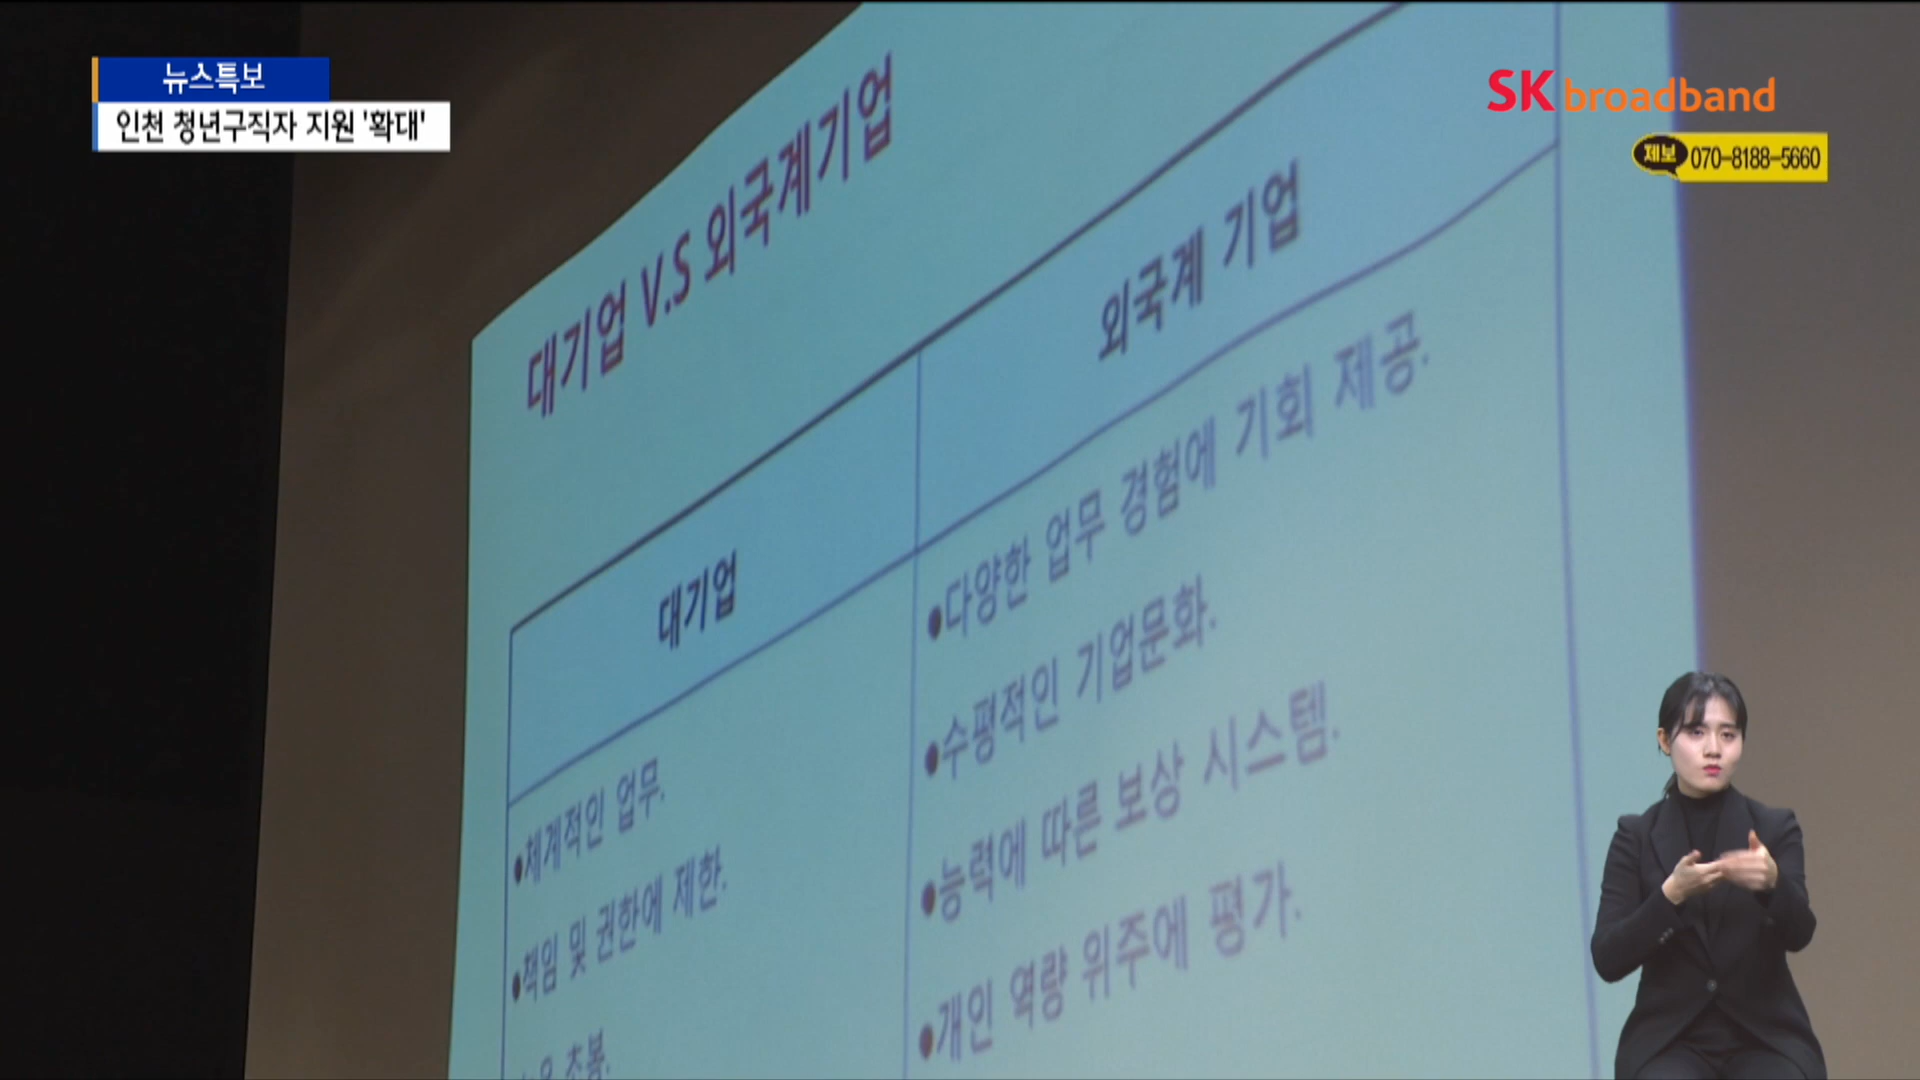 뉴스특보
인천 청년구직자 지원 '확대'
SK broadband
제보 070-8188-5660
대기업 V.S 외국계기업
대기업
외국계 기업
•체계적인 업무.
•책임 및 권한에 제한.
초봉.
•다양한 업무 경험에 기회 제공.
•수평적인 기업문화.
•능력에 따른 보상 시스템.
•개인 역량 위주에 평가.